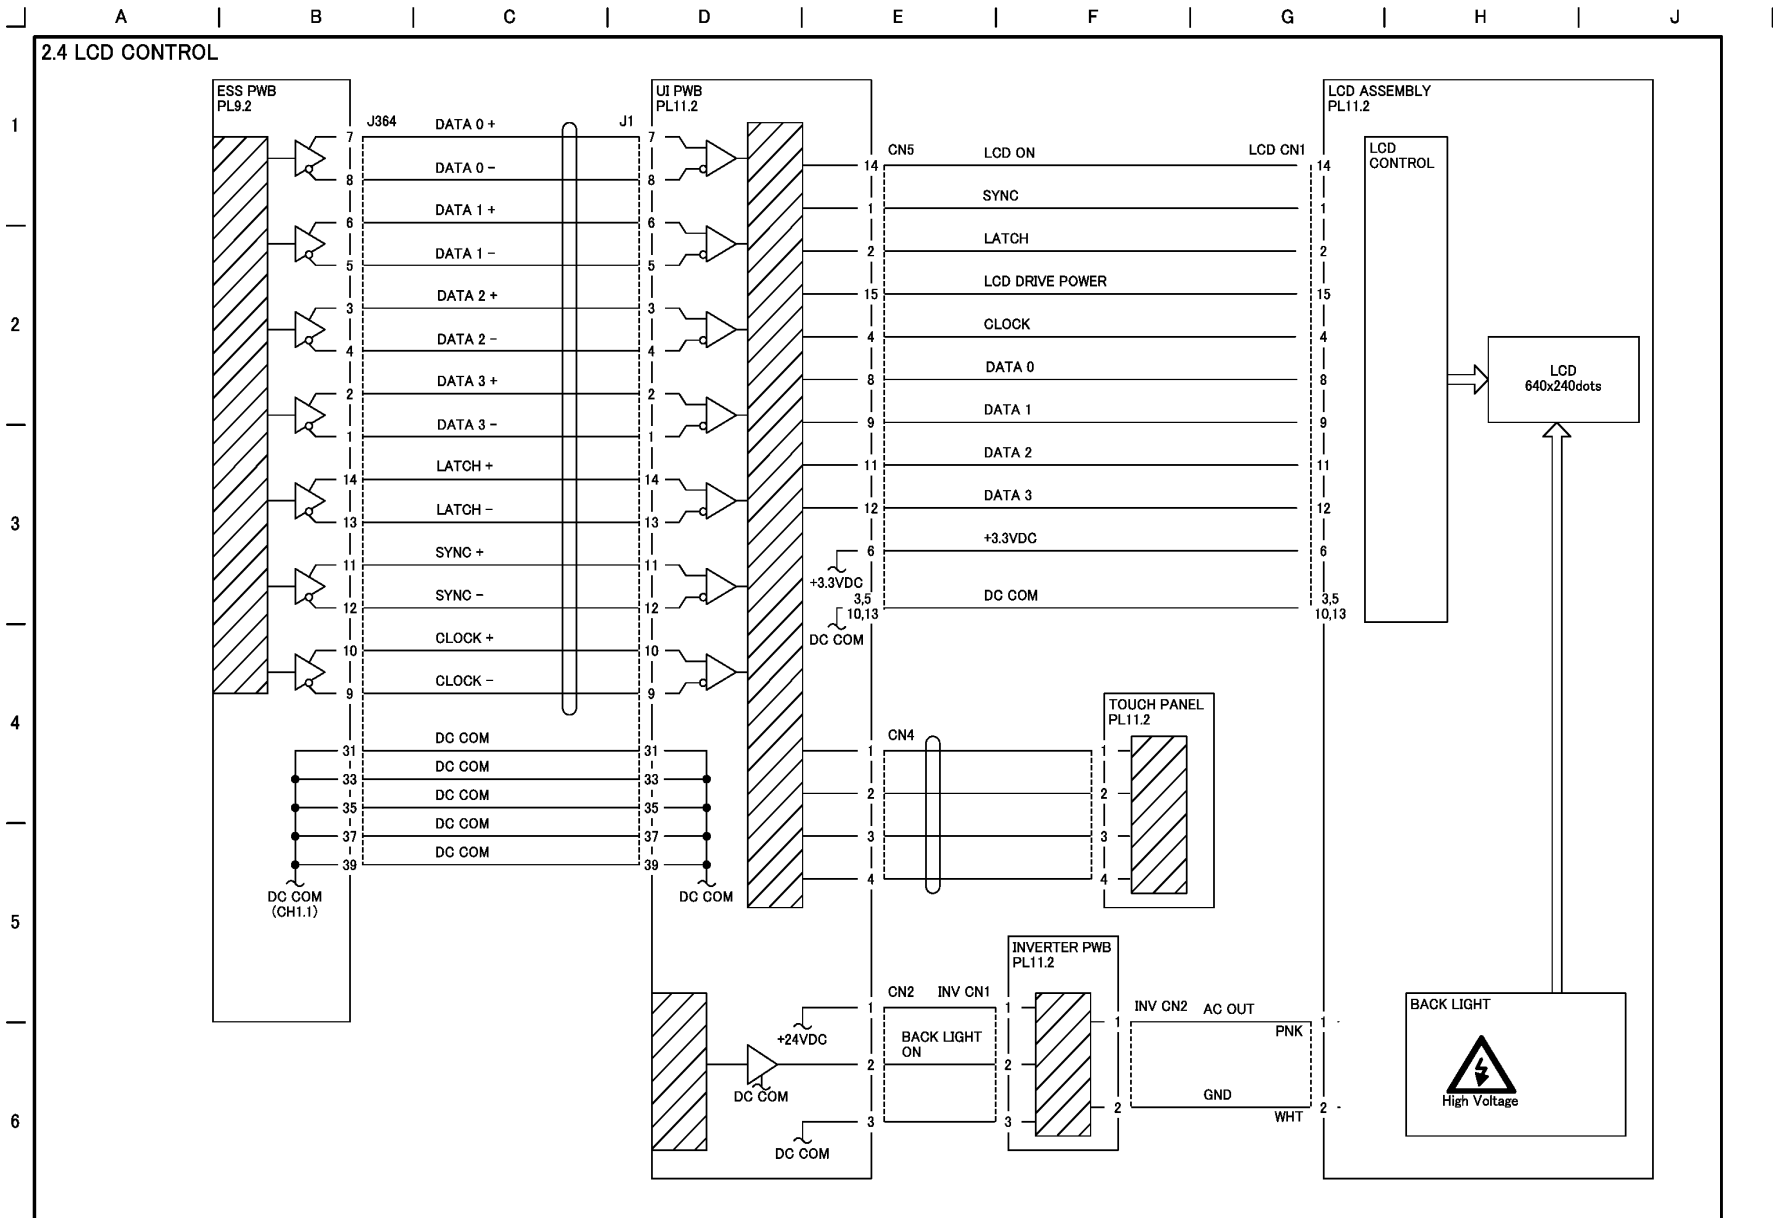 A B C D E F G H J
2.4 LCD CONTROL
1
2
3
4
5
6
ESS PWB
PL9.2
J364
J1
7 DATA 0 + 7
8 DATA 0 - 8
6 DATA 1 + 6
5 DATA 1 - 5
3 DATA 2 + 3
4 DATA 2 - 4
2 DATA 3 + 2
1 DATA 3 - 1
14 LATCH + 14
13 LATCH - 13
11 SYNC + 11
12 SYNC - 12
10 CLOCK + 10
9 CLOCK - 9
31 DC COM 31
33 DC COM 33
35 DC COM 35
37 DC COM 37
39 DC COM 39
DC COM
(CH1.1)
DC COM
UI PWB
PL11.2
CN5
LCD CN1
14 LCD ON 14
1 SYNC 1
2 LATCH 2
15 LCD DRIVE POWER 15
4 CLOCK 4
8 DATA 0 8
9 DATA 1 9
11 DATA 2 11
12 DATA 3 12
6 +3.3VDC 6
+3.3VDC
3,5
10,13
DC COM
3,5
10,13
DC COM
LCD ASSEMBLY
PL11.2
LCD
CONTROL
LCD
640x240dots
CN4
TOUCH PANEL
PL11.2
1 1
2 2
3 3
4 4
INVERTER PWB
PL11.2
CN2
INV CN1
1 1
+24VDC
BACK LIGHT
ON
2 2
DC COM
3 3
DC COM
INV CN2
AC OUT
1 PNK 1
GND
2 WHT 2
BACK LIGHT
High Voltage